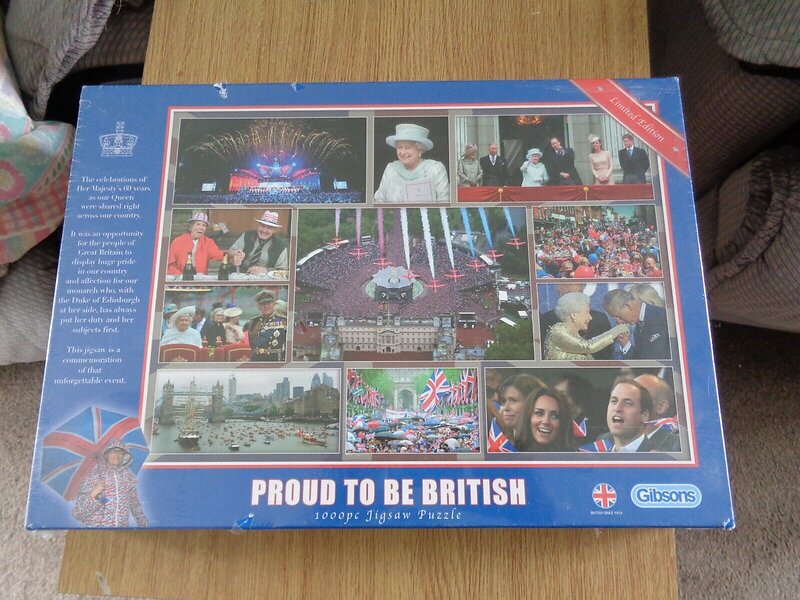 Limited Edition
The celebrations of
Her Majesty's 60 years
as our Queen
were shared right
across our country.
It was an opportunity
for the people of
Great Britain to
display huge pride
in our country
and affection for our
monarch who, with
the Duke of Edinburgh
at her side, has always
put her duty and her
subjects first.
This jigsaw is a
commemoration
of that
unforgettable event.
PROUD TO BE BRITISH
1000pc Jigsaw Puzzle
BRITISH SINCE 1919
Gibsons